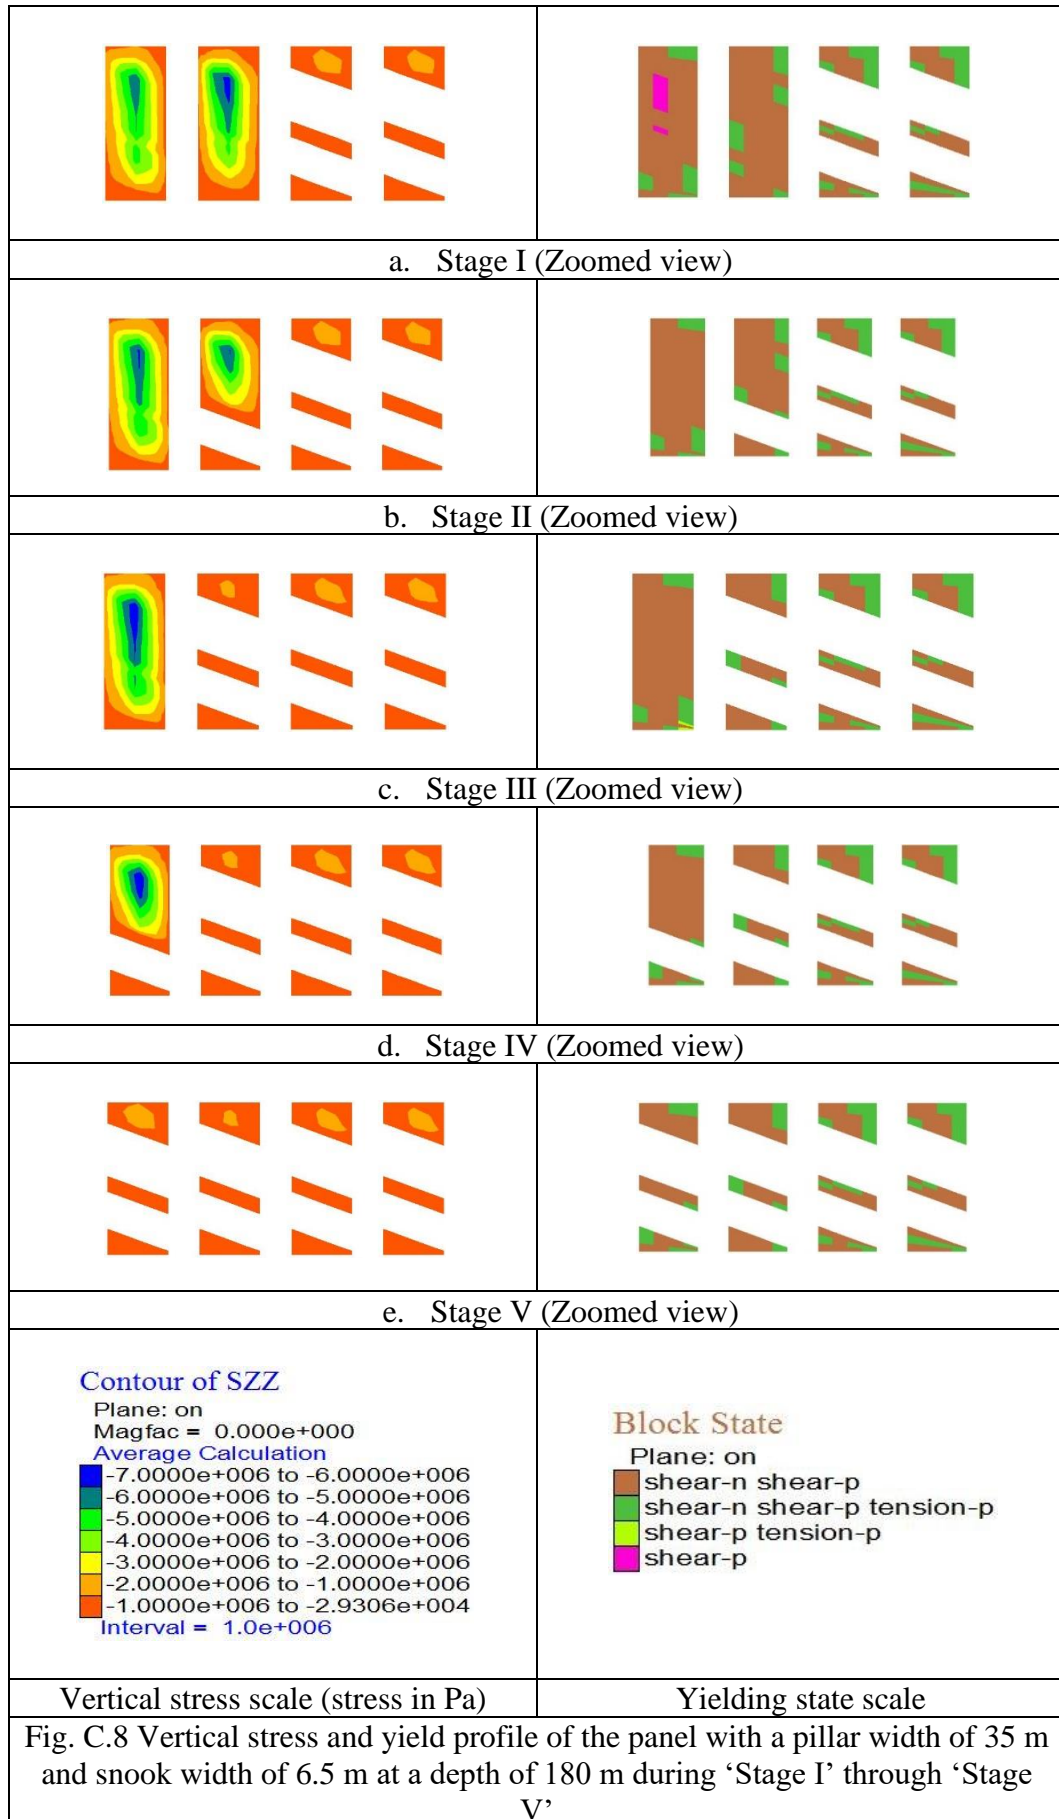 a. Stage I (Zoomed view)
b. Stage II (Zoomed view)
c. Stage III (Zoomed view)
d. Stage IV (Zoomed view)
e. Stage V (Zoomed view)
Contour of SZZ
Plane: on
Magfac = 0.000e+000
Average Calculation
-7.0000e+006 to -6.0000e+006
-6.0000e+006 to -5.0000e+006
-5.0000e+006 to -4.0000e+006
-4.0000e+006 to -3.0000e+006
-3.0000e+006 to -2.0000e+006
-2.0000e+006 to -1.0000e+006
-1.0000e+006 to -2.9306e+004
Interval = 1.0e+006
Block State
Plane: on
shear-n shear-p
shear-n shear-p tension-p
shear-p tension-p
shear-p
Vertical stress scale (stress in Pa)
Yielding state scale
Fig. C.8 Vertical stress and yield profile of the panel with a pillar width of 35 m
and snook width of 6.5 m at a depth of 180 m during ‘Stage I’ through ‘Stage
V’